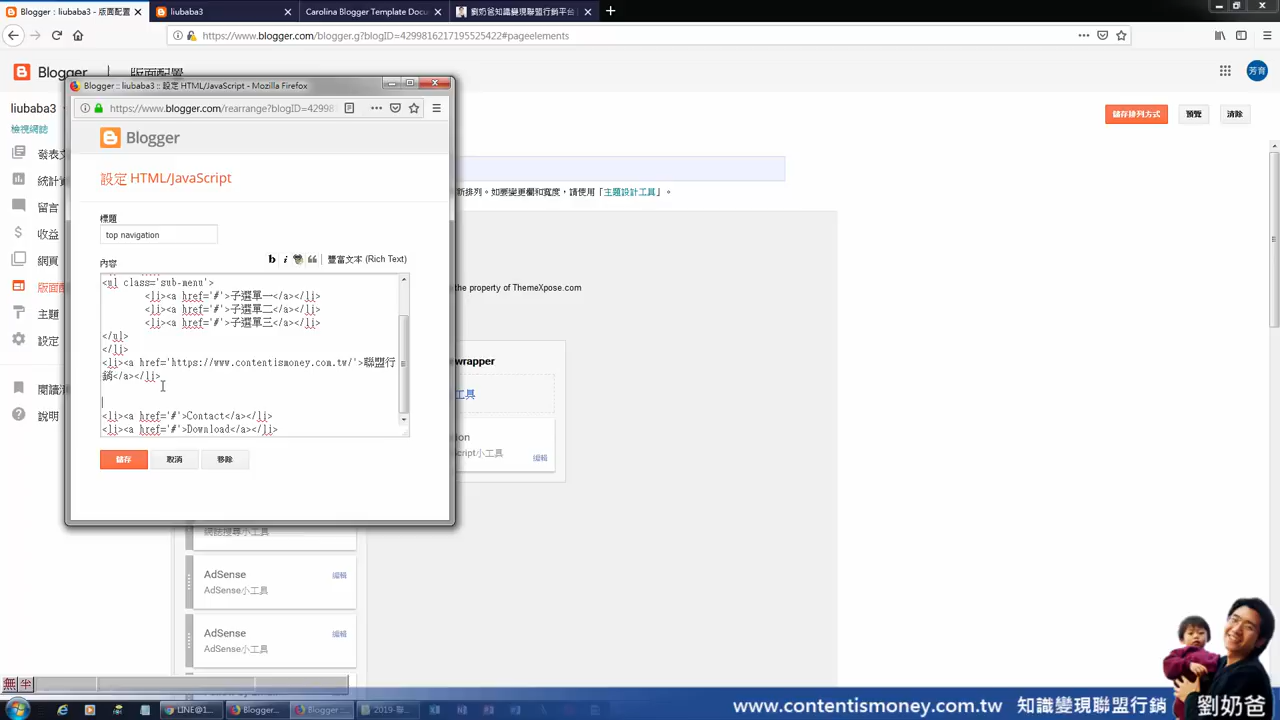 Blogger : liubaba4 - 版面配置
liubaba3
Carolina Blogger Template Docu…
劉奶爸知識變現聯盟行銷平台 |
https://www.blogger.com/blogger.g?blogID=4299816217195525422#pageelements
Blogger | 版面配置
芳育
Blogger :: liubaba3 :: 設定 HTML/JavaScript - Mozilla Firefox
https://www.blogger.com/rearrange?blogID=42998
liubaba3
檢視網誌
儲存排列方式
預覽
清除
Blogger
發表文
統計資
留言
收益
網頁
版面配
主題
設定
閱讀清
說明
設定 HTML/JavaScript
新排列。如要變更欄和寬度，請使用「主題設計工具」。
標題
top navigation
內容
b i
豐富文本 (Rich Text)
<ul class='sub-menu'>
<li><a href='#'>子選單一</a></li>
<li><a href='#'>子選單二</a></li>
<li><a href='#'>子選單三</a></li>
</ul>
</li>
<li><a href='https://www.contentismoney.com.tw/'>聯盟行
銷</a></li>
<li><a href='#'>Contact</a></li>
<li><a href='#'>Download</a></li>
儲存
取消
移除
the property of ThemeXpose.com
wrapper
工具
ion
script小工具
編輯
網誌搜尋小工具
AdSense
編輯
AdSense小工具
AdSense
編輯
AdSense小工具
無 半
LINE@1…
Blogger…
Blogger…
2019-聯…
www.contentismoney.com.tw 知識變現聯盟行銷
劉奶爸